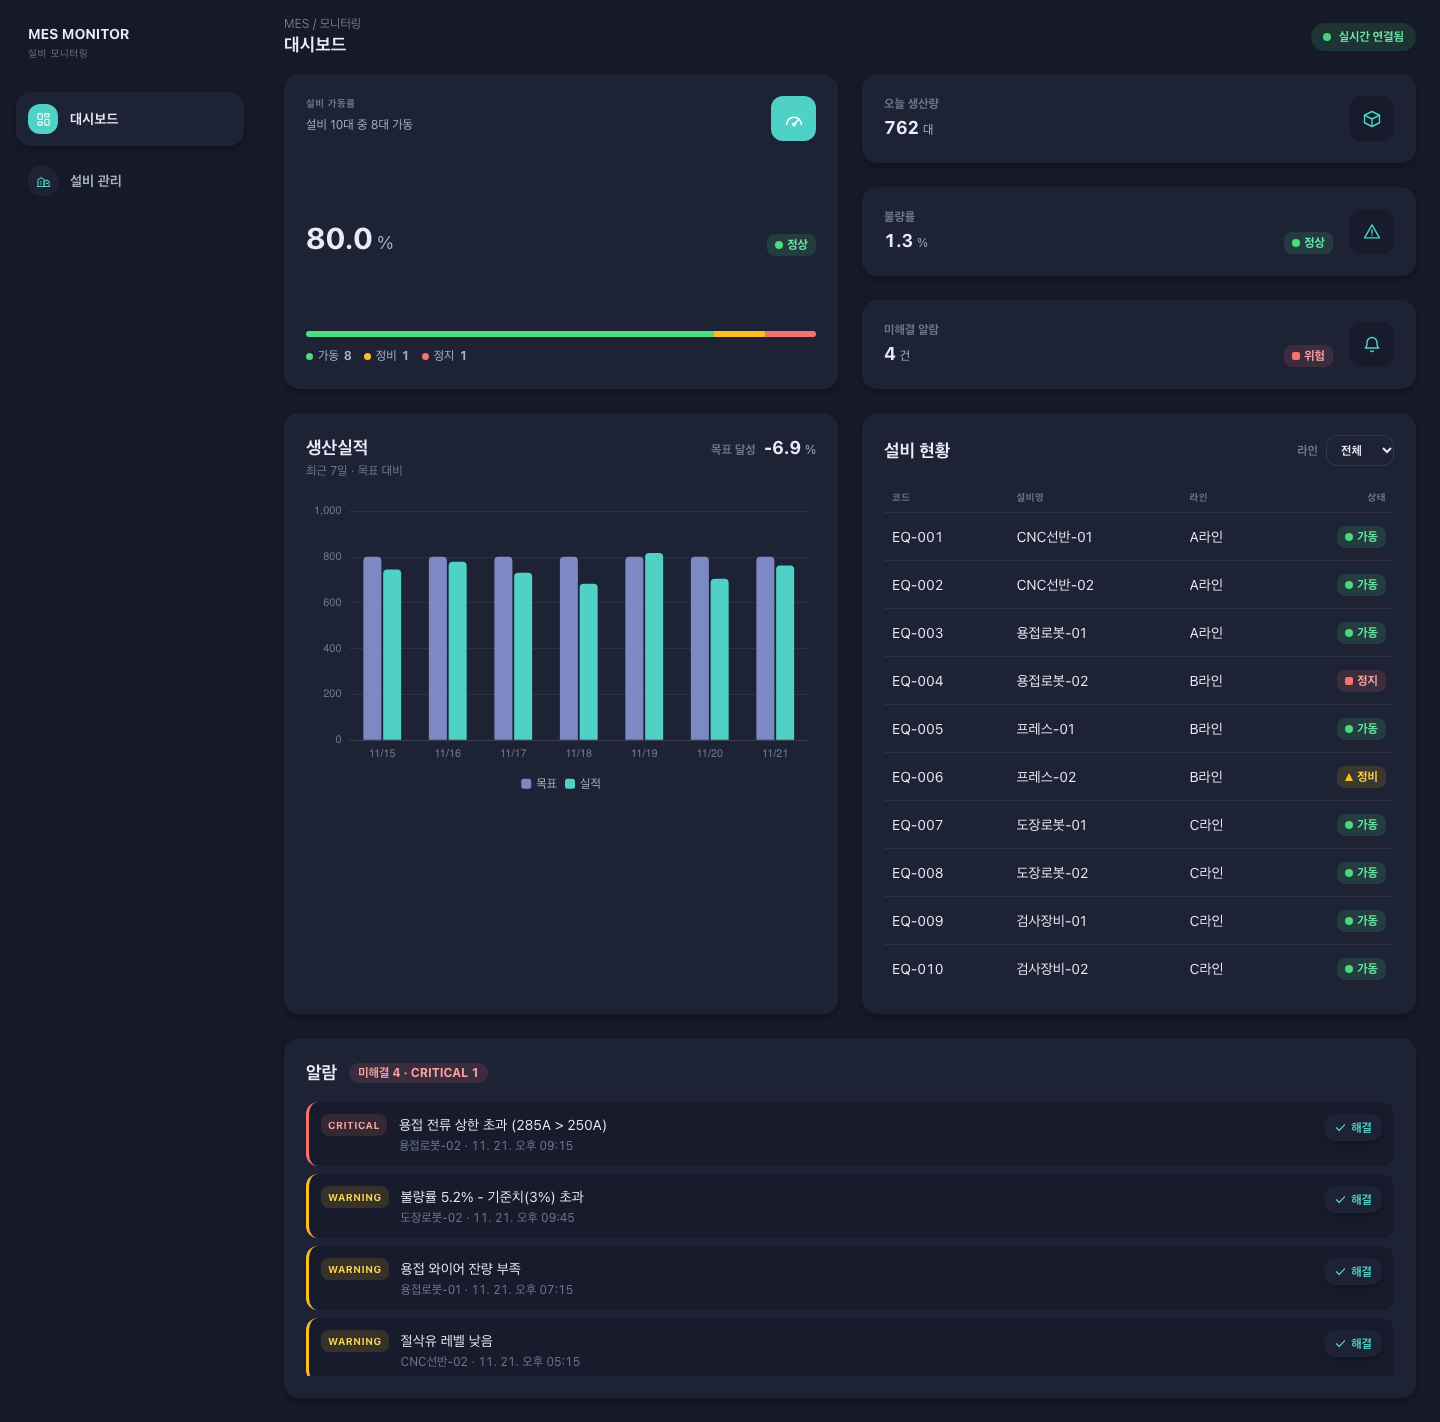 MES MONITOR
설비 모니터링
대시보드
설비 관리
MES / 모니터링
대시보드
실시간 연결됨
설비 가동률
설비 10대 중 8대 가동
80.0 %
정상
가동 8 정비 1 정지 1
오늘 생산량
762 대
불량률
1.3 %
정상
미해결 알람
4 건
위험
생산실적
최근 7일 · 목표 대비
목표 달성 -6.9 %
1,000
800
600
400
200
0
11/15 11/16 11/17 11/18 11/19 11/20 11/21
목표 실적
설비 현황
라인 전체
코드 설비명 라인 상태
EQ-001 CNC선반-01 A라인 가동
EQ-002 CNC선반-02 A라인 가동
EQ-003 용접로봇-01 A라인 가동
EQ-004 용접로봇-02 B라인 정지
EQ-005 프레스-01 B라인 가동
EQ-006 프레스-02 B라인 정비
EQ-007 도장로봇-01 C라인 가동
EQ-008 도장로봇-02 C라인 가동
EQ-009 검사장비-01 C라인 가동
EQ-010 검사장비-02 C라인 가동
알람 미해결 4 · CRITICAL 1
CRITICAL 용접 전류 상한 초과 (285A > 250A) 해결
용접로봇-02 · 11. 21. 오후 09:15
WARNING 불량률 5.2% - 기준치(3%) 초과 해결
도장로봇-02 · 11. 21. 오후 09:45
WARNING 용접 와이어 잔량 부족 해결
용접로봇-01 · 11. 21. 오후 07:15
WARNING 절삭유 레벨 낮음 해결
CNC선반-02 · 11. 21. 오후 05:15